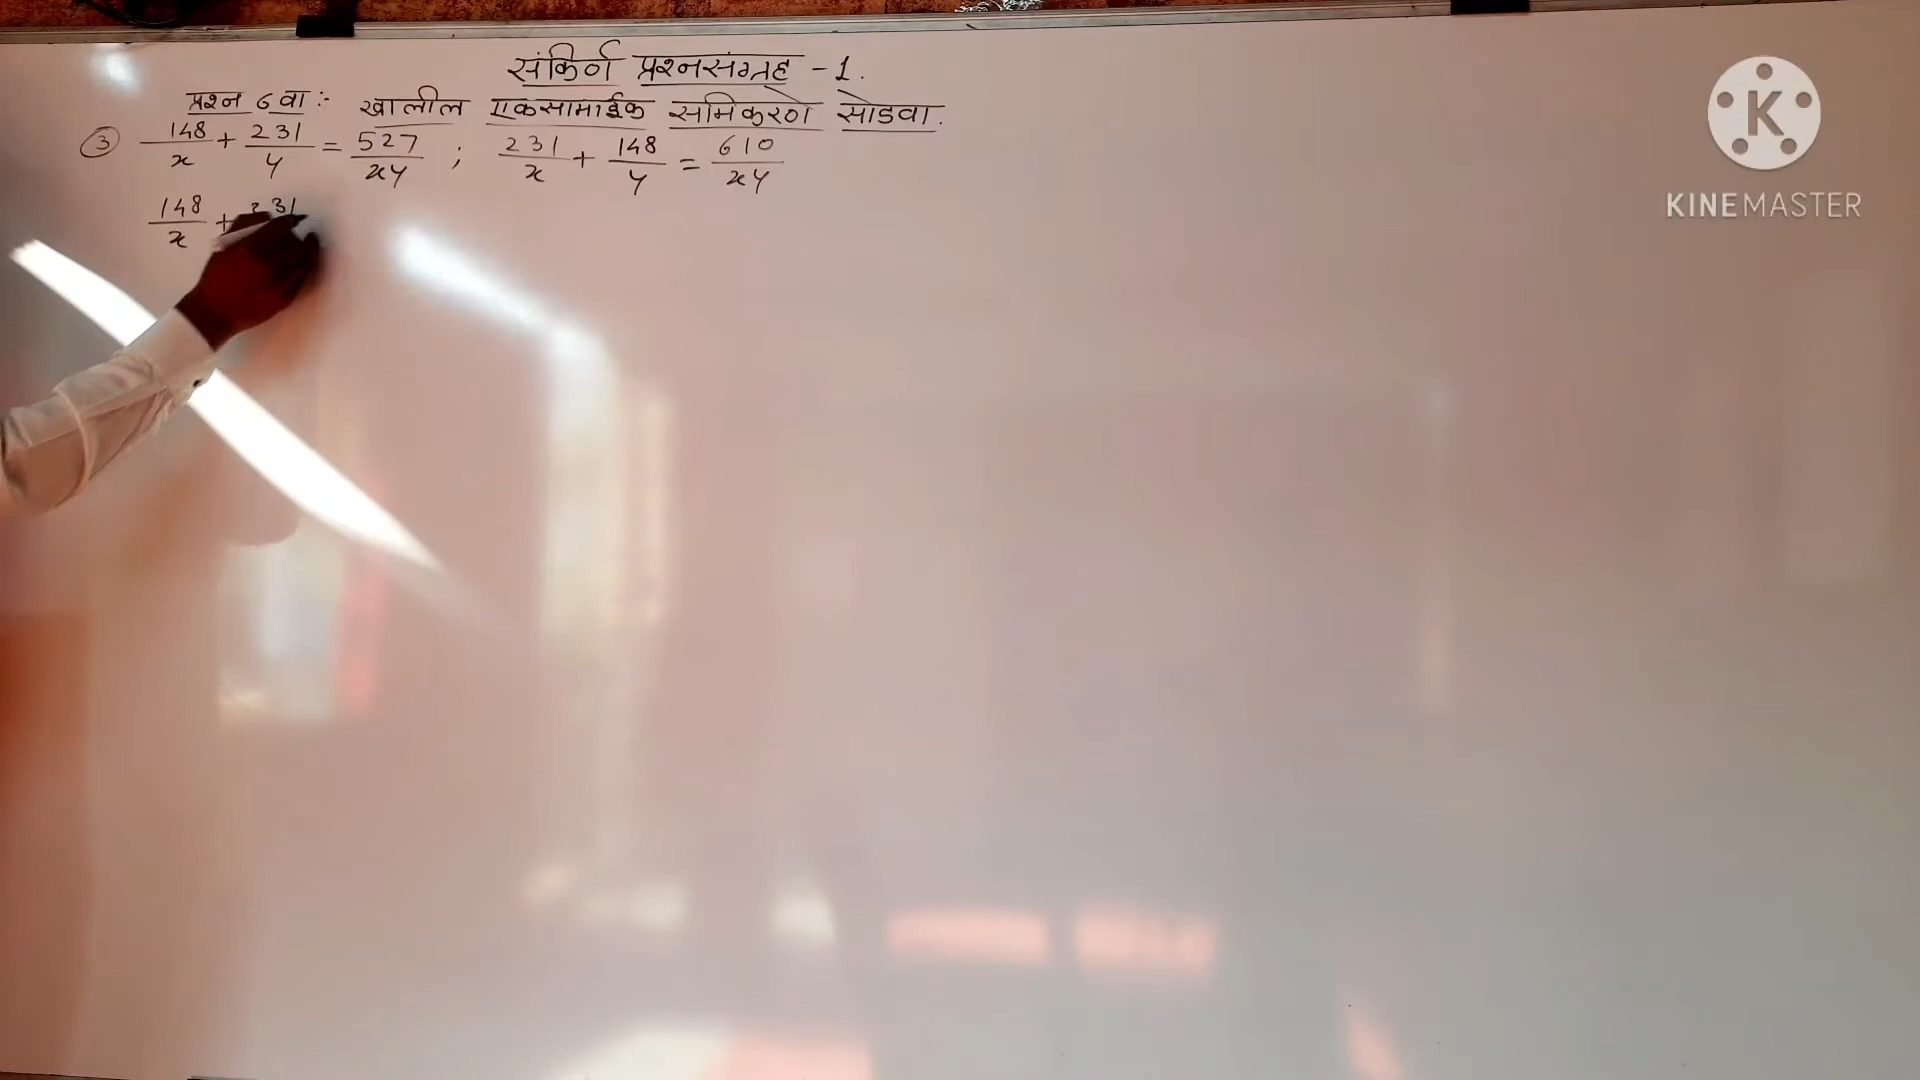 संकिर्ण प्रश्नसंग्रह - 1.
प्रश्न 6 वा :- खालील एकसामाईक समिकरणे सोडवा.
③ 148/x + 231/y = 527/xy ; 231/x + 148/y = 610/xy
148/x + 231
KINEMASTER